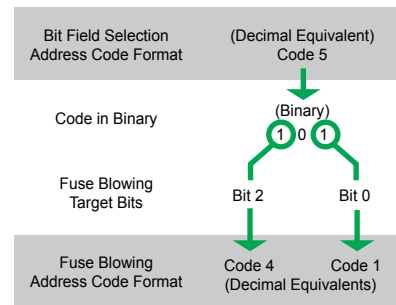 Bit Field Selection
Address Code Format
(Decimal Equivalent)
Code 5
Code in Binary
(Binary)
1 0 1
Fuse Blowing
Target Bits
Bit 2
Bit 0
Fuse Blowing
Address Code Format
Code 4
Code 1
(Decimal Equivalents)